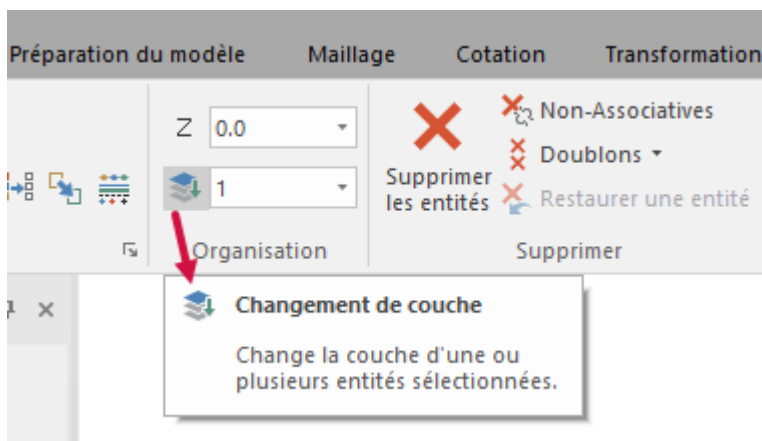 Préparation du modèle Maillage Cotation Transformation
Z 0.0
1
Organisation
Supprimer
les entités
Non-Associatives
Doublons
Restaurer une entité
Supprimer
Changement de couche
Change la couche d'une ou
plusieurs entités sélectionnées.